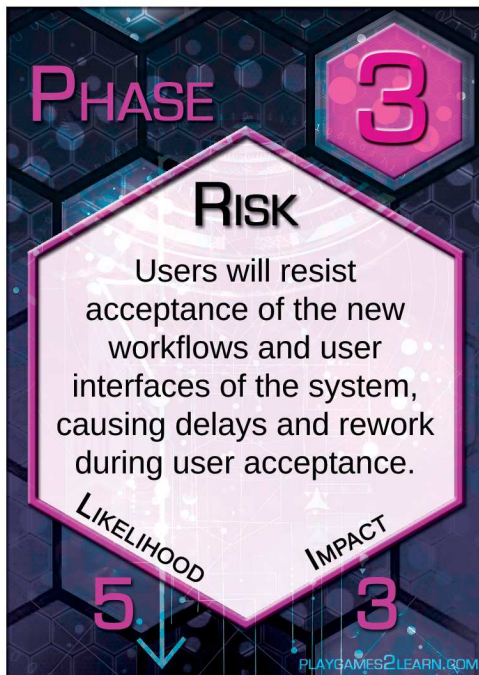 PHASE 3
RISK
Users will resist
acceptance of the new
workflows and user
interfaces of the system,
causing delays and rework
during user acceptance.
LIKELIHOOD IMPACT
5 3
PLAYGAMES2LEARN.COM